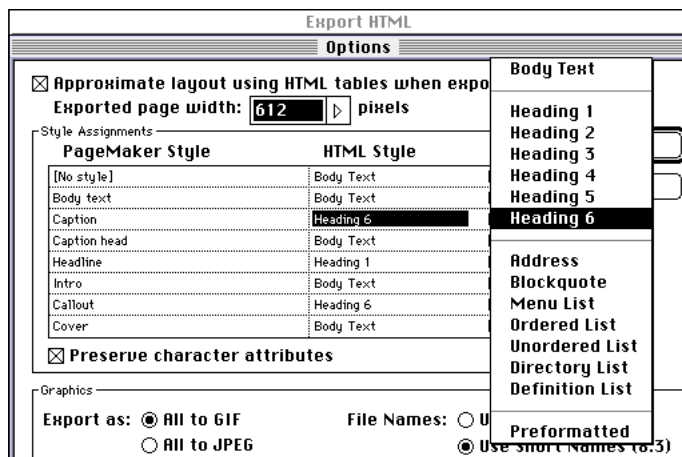 Export HTML
Options
Approximate layout using HTML tables when expo
Exported page width: 612 pixels
Style Assignments
PageMaker Style HTML Style
[No style] Body Text
Body text Body Text
Caption Heading 6
Caption head Body Text
Headline Heading 1
Intro Body Text
Callout Heading 6
Cover Body Text
Preserve character attributes
Graphics
Export as: All to GIF File Names: U
All to JPEG Use Short Names (8.3)
Body Text
Heading 1
Heading 2
Heading 3
Heading 4
Heading 5
Heading 6
Address
Blockquote
Menu List
Ordered List
Unordered List
Directory List
Definition List
Preformatted